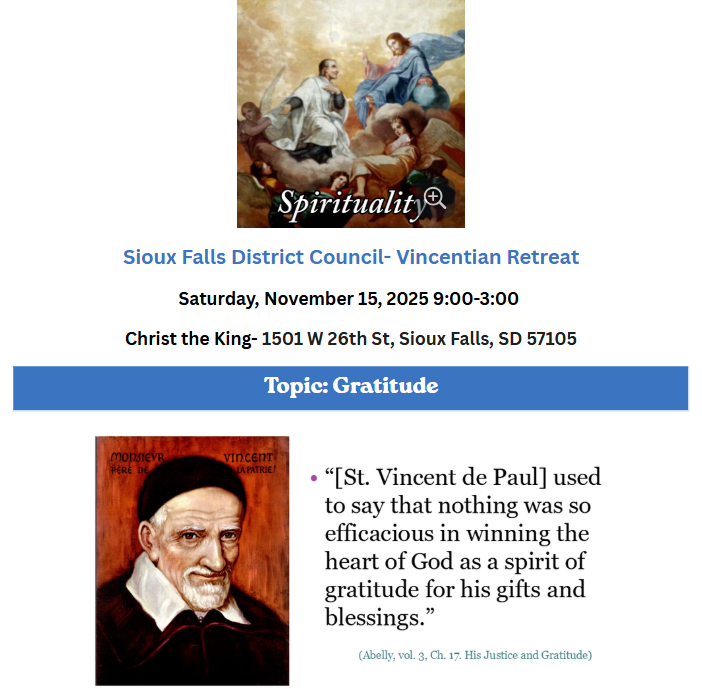 Spirituality
Sioux Falls District Council- Vincentian Retreat
Saturday, November 15, 2025 9:00-3:00
Christ the King- 1501 W 26th St, Sioux Falls, SD 57105
Topic: Gratitude
MONSIEVR VINCENT
PÈRE DE LA PATRIE!
• “[St. Vincent de Paul] used
to say that nothing was so
efficacious in winning the
heart of God as a spirit of
gratitude for his gifts and
blessings.”
(Abelly, vol. 3, Ch. 17. His Justice and Gratitude)